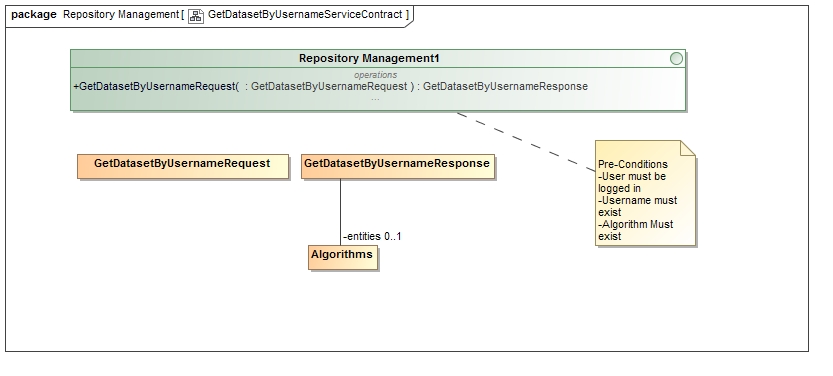 package Repository Management [ GetDatasetByUsernameServiceContract ]
Repository Management1
operations
+GetDatasetByUsernameRequest( : GetDatasetByUsernameRequest ) : GetDatasetByUsernameResponse
...
GetDatasetByUsernameRequest
GetDatasetByUsernameResponse
Pre-Conditions
-User must be
logged in
-Username must
exist
-Algorithm Must
exist
-entities 0..1
Algorithms